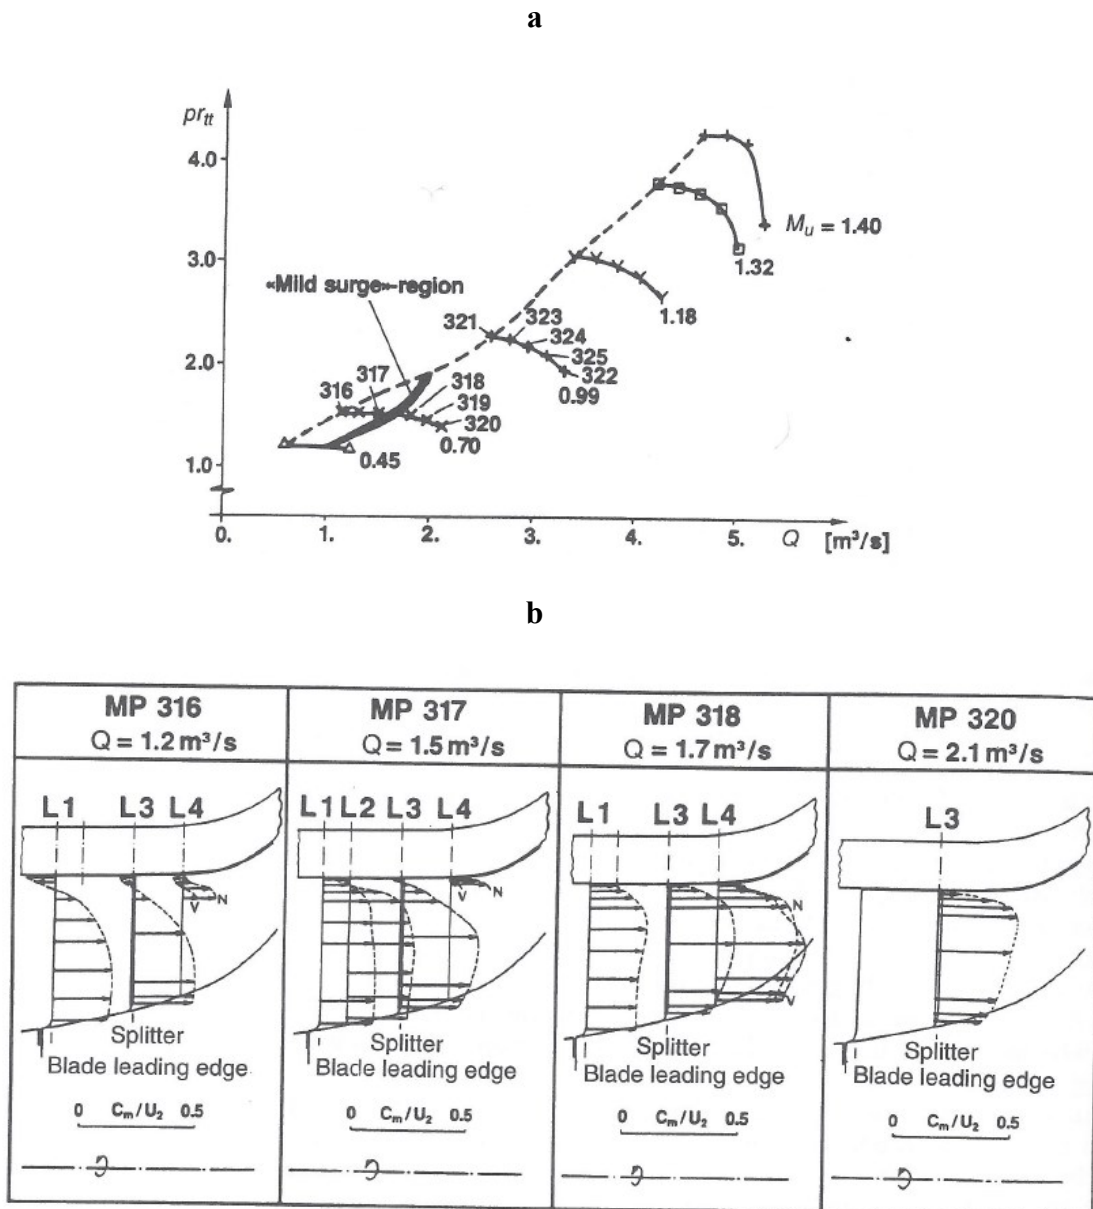 a
pr_tt
4.0
3.0
2.0
1.0
M_u = 1.40
1.32
1.18
«Mild surge»-region
321
323
324
325
322
0.99
316
317
318
319
320
0.70
0.45
0. 1. 2. 3. 4. 5. Q [m³/s]
b
MP 316
Q = 1.2 m³/s
L1 L3 L4
V N
Splitter
Blade leading edge
0 C_m/U_2 0.5
MP 317
Q = 1.5 m³/s
L1 L2 L3 L4
V N
Splitter
Blade leading edge
0 C_m/U_2 0.5
MP 318
Q = 1.7 m³/s
L1 L3 L4
N
V
Splitter
Blade leading edge
0 C_m/U_2 0.5
MP 320
Q = 2.1 m³/s
L3
Splitter
Blade leading edge
0 C_m/U_2 0.5